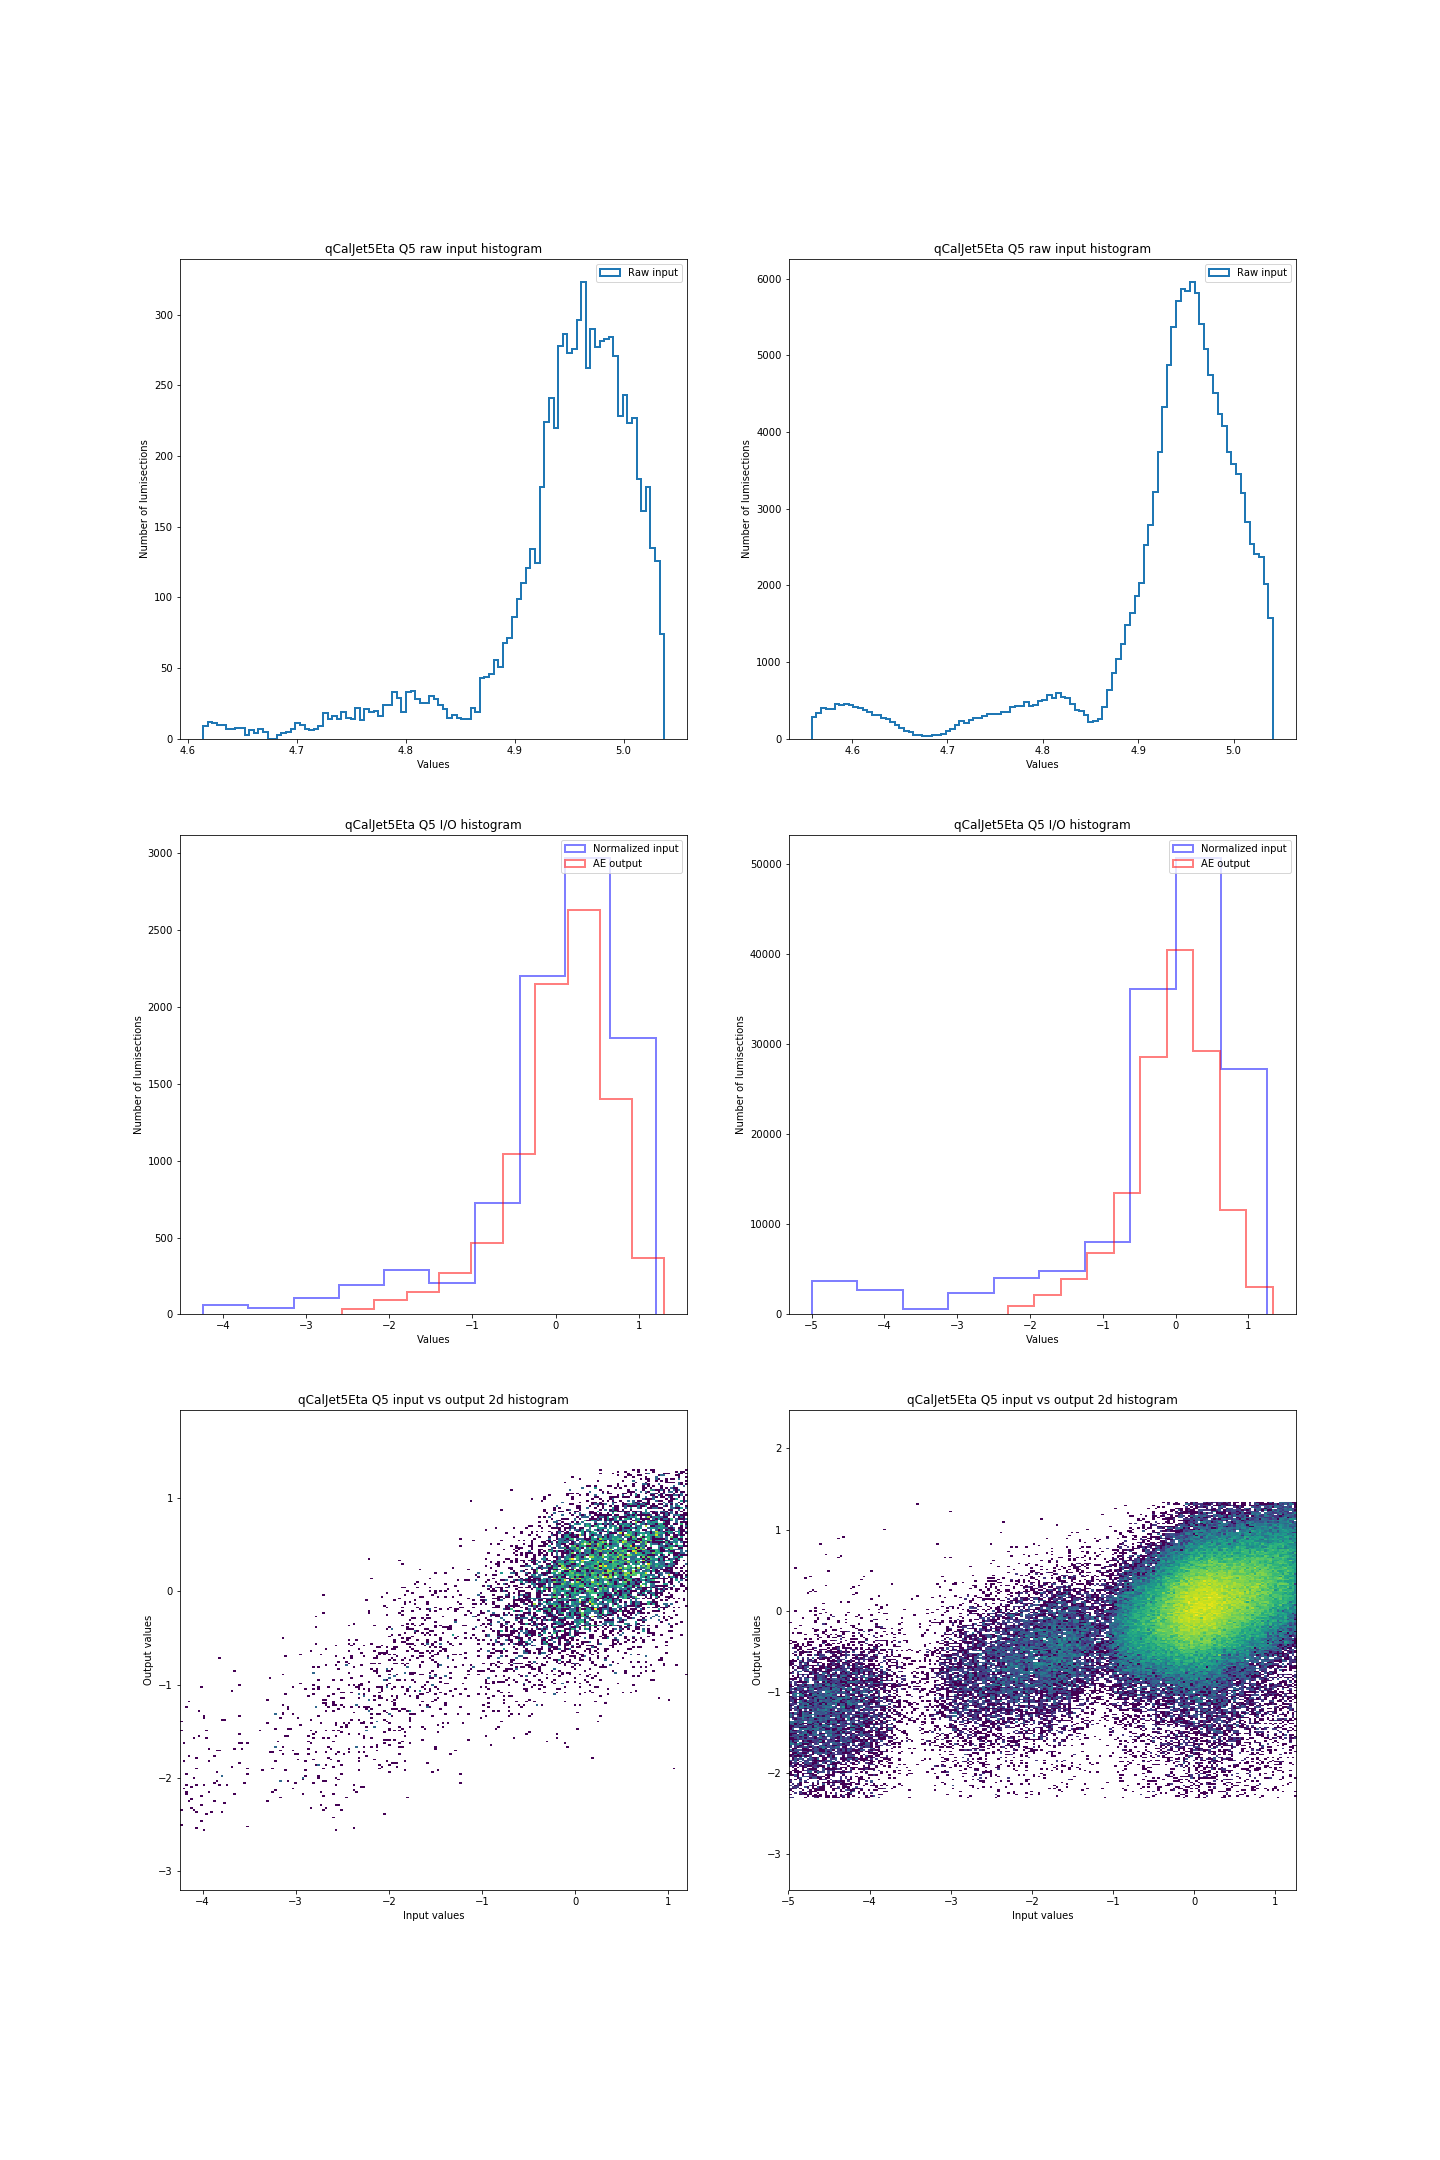 qCalJet5Eta Q5 raw input histogram
Raw input
Number of lumisections
300
250
200
150
100
50
0
4.6 4.7 4.8 4.9 5.0
Values
qCalJet5Eta Q5 raw input histogram
Raw input
Number of lumisections
6000
5000
4000
3000
2000
1000
0
4.6 4.7 4.8 4.9 5.0
Values
qCalJet5Eta Q5 I/O histogram
Normalized input
AE output
Number of lumisections
3000
2500
2000
1500
1000
500
0
−4 −3 −2 −1 0 1
Values
qCalJet5Eta Q5 I/O histogram
Normalized input
AE output
Number of lumisections
50000
40000
30000
20000
10000
0
−5 −4 −3 −2 −1 0 1
Values
qCalJet5Eta Q5 input vs output 2d histogram
Output values
1
0
−1
−2
−3
−4 −3 −2 −1 0 1
Input values
qCalJet5Eta Q5 input vs output 2d histogram
Output values
2
1
0
−1
−2
−3
−5 −4 −3 −2 −1 0 1
Input values